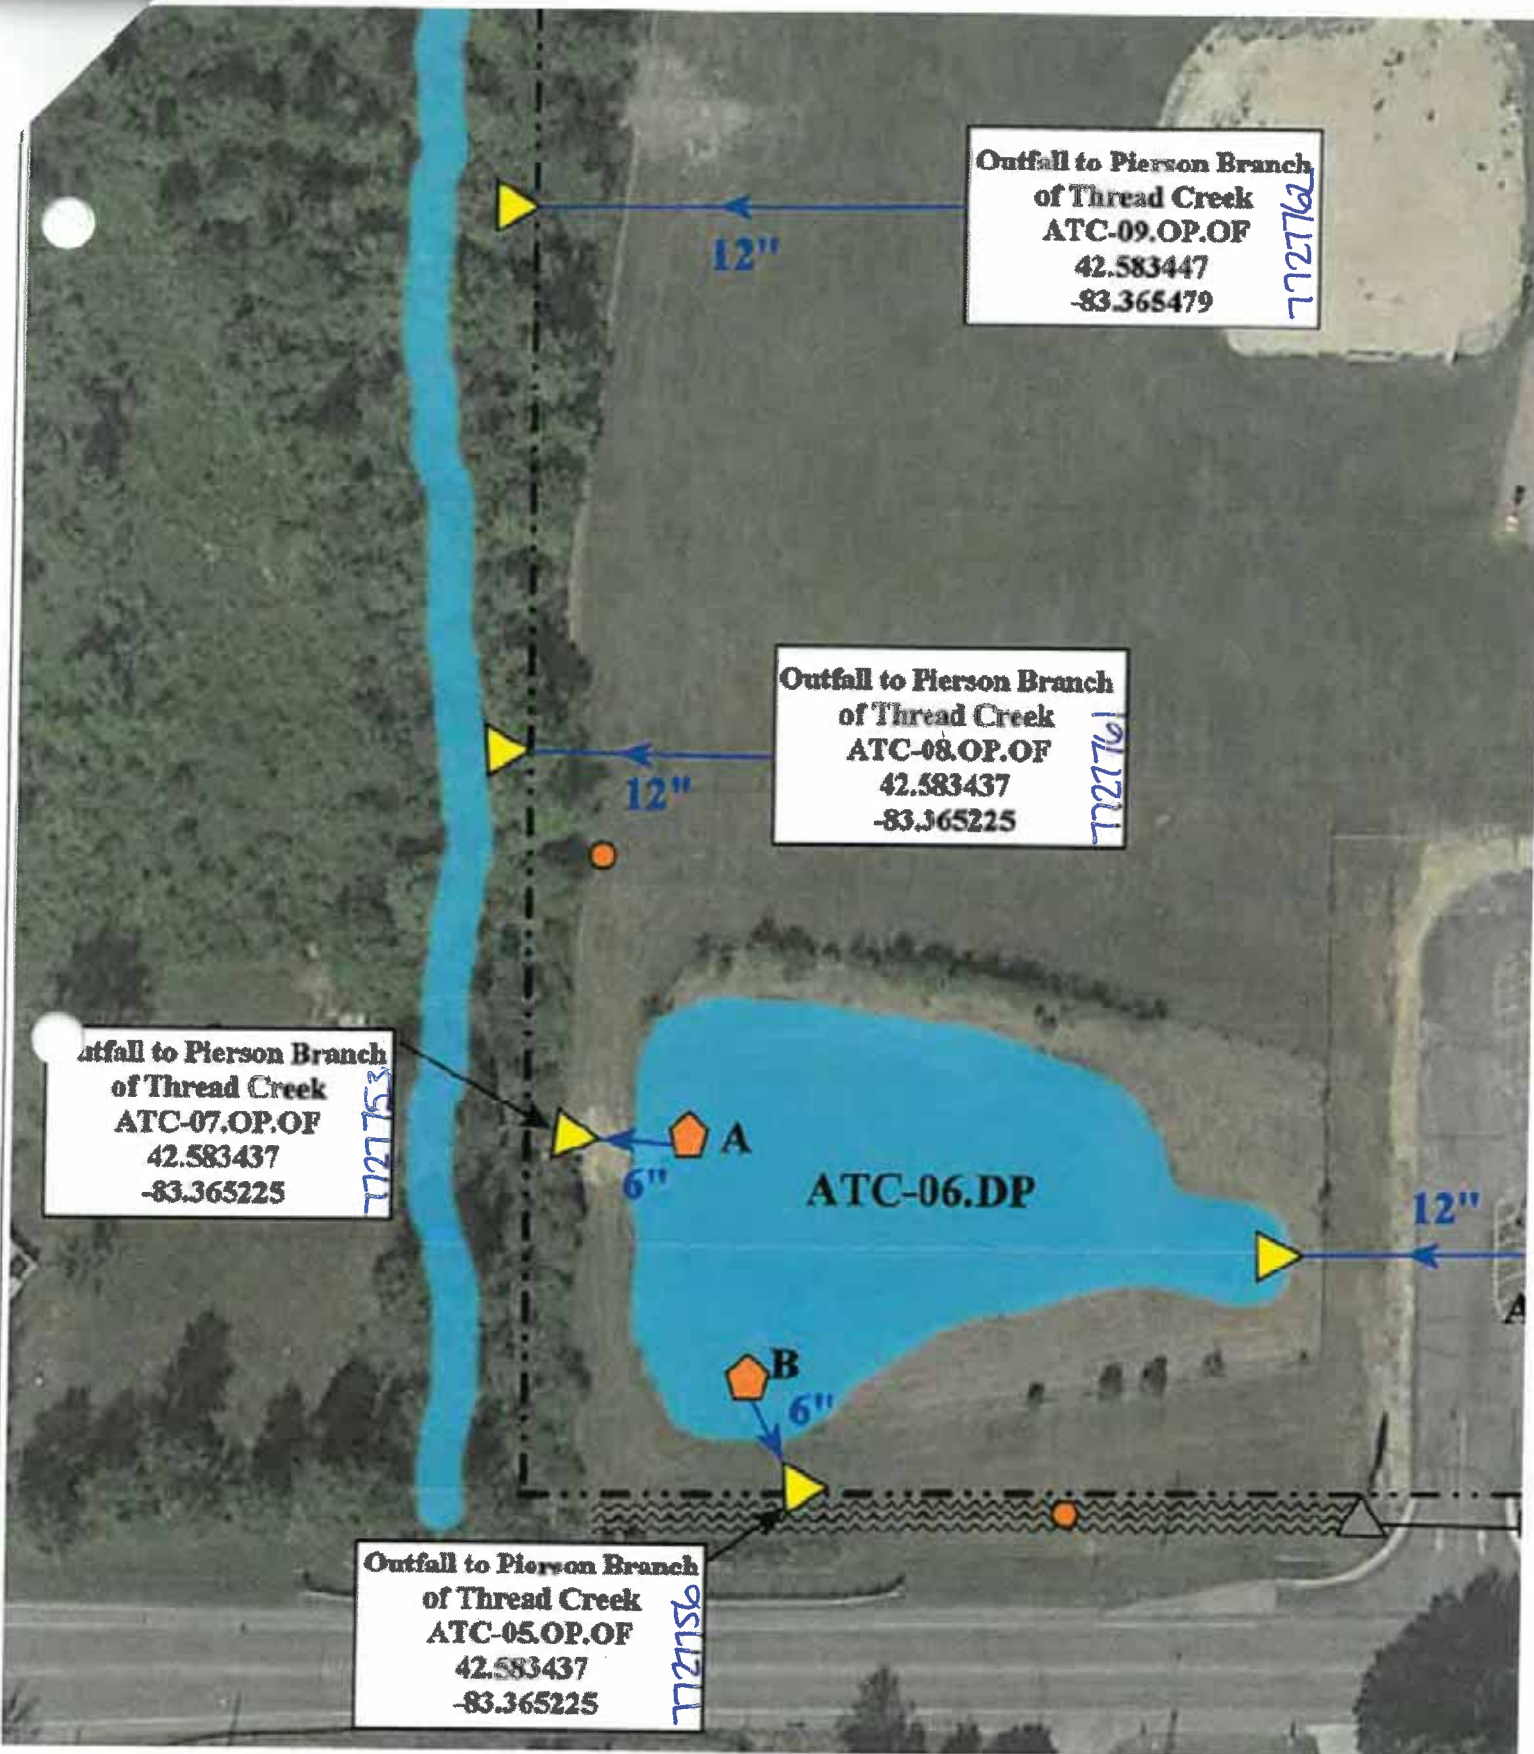 Outfall to Pierson Branch
of Thread Creek
ATC-09.OP.OF
42.583447
-83.365479
7727762
12"
Outfall to Pierson Branch
of Thread Creek
ATC-08.OP.OF
42.583437
-83.365225
7727761
12"
utfall to Pierson Branch
of Thread Creek
ATC-07.OP.OF
42.583437
-83.365225
7727753
A
6"
ATC-06.DP
12"
A
B
6"
Outfall to Pierson Branch
of Thread Creek
ATC-05.OP.OF
42.583437
-83.365225
7727756